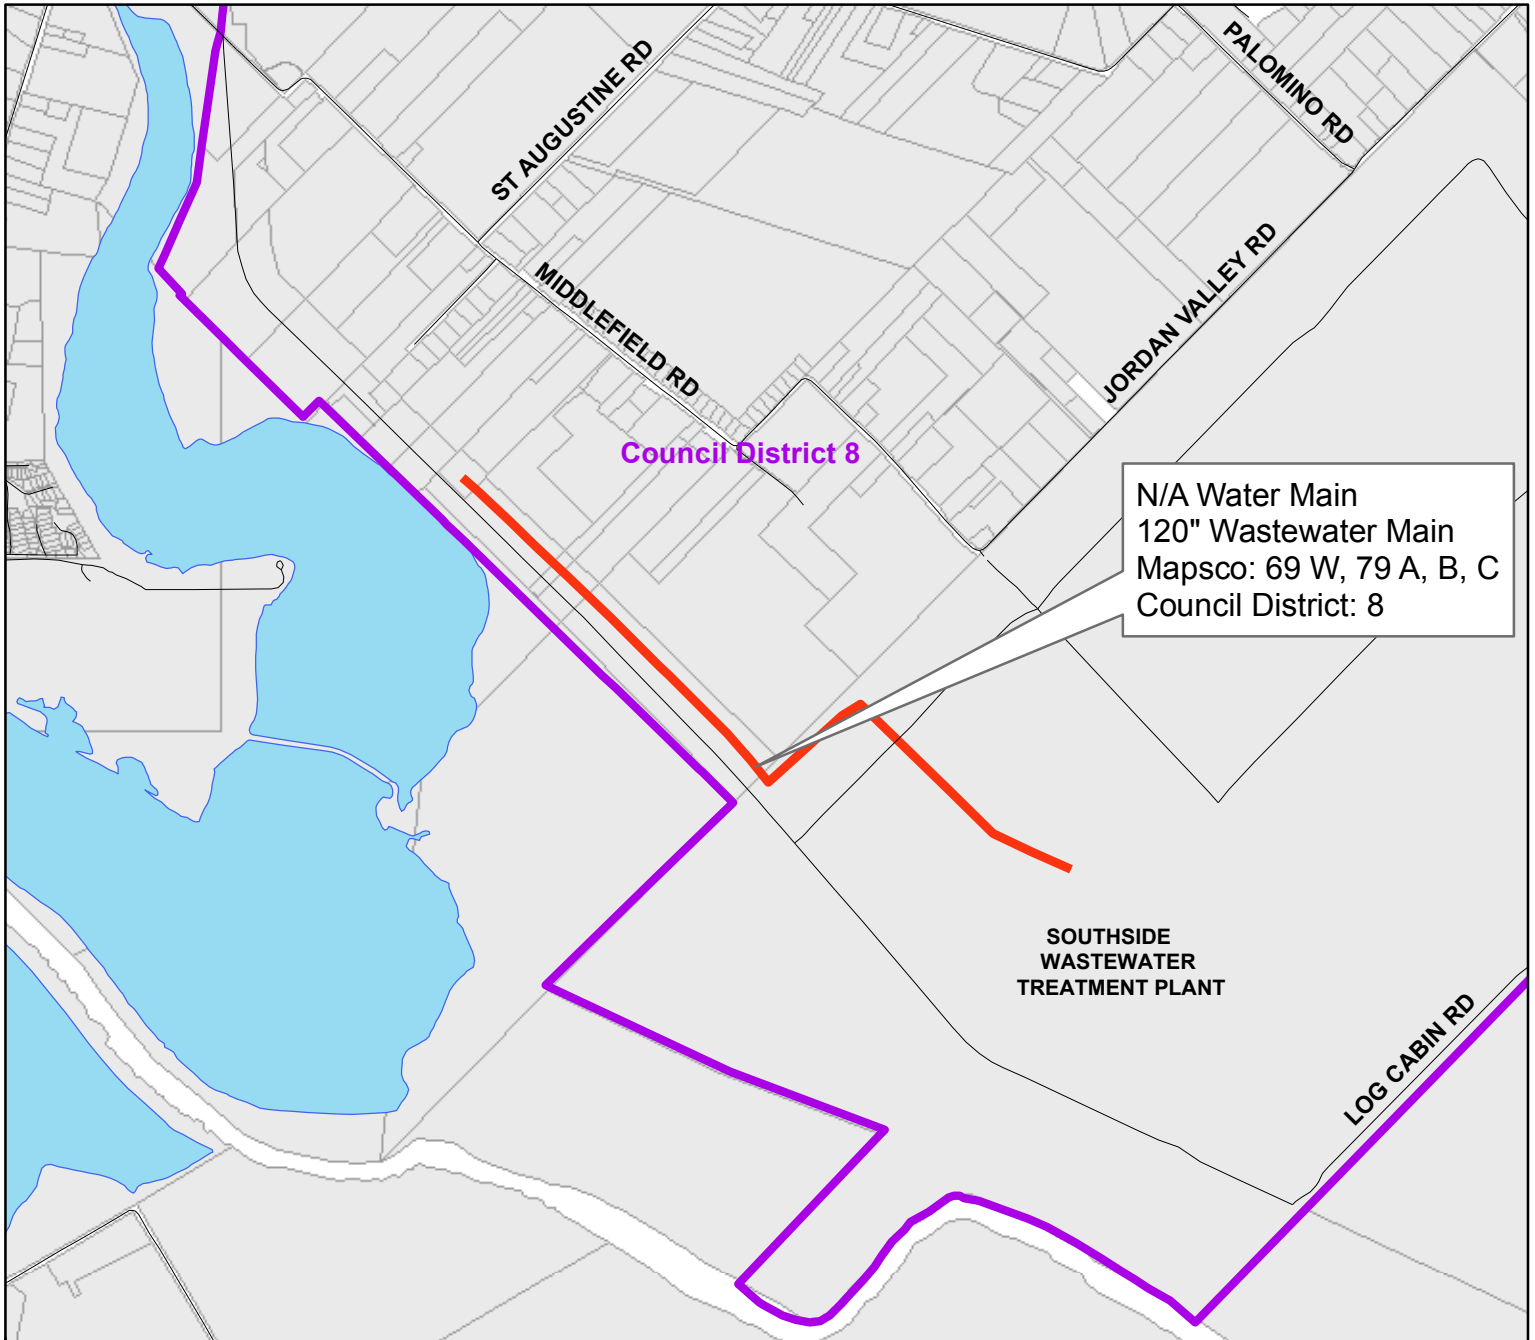 PALOMINO RD
ST AUGUSTINE RD
JORDAN VALLEY RD
MIDDLEFIELD RD
Council District 8
N/A Water Main
120" Wastewater Main
Mapsco: 69 W, 79 A, B, C
Council District: 8
SOUTHSIDE
WASTEWATER
TREATMENT PLANT
LOG CABIN RD